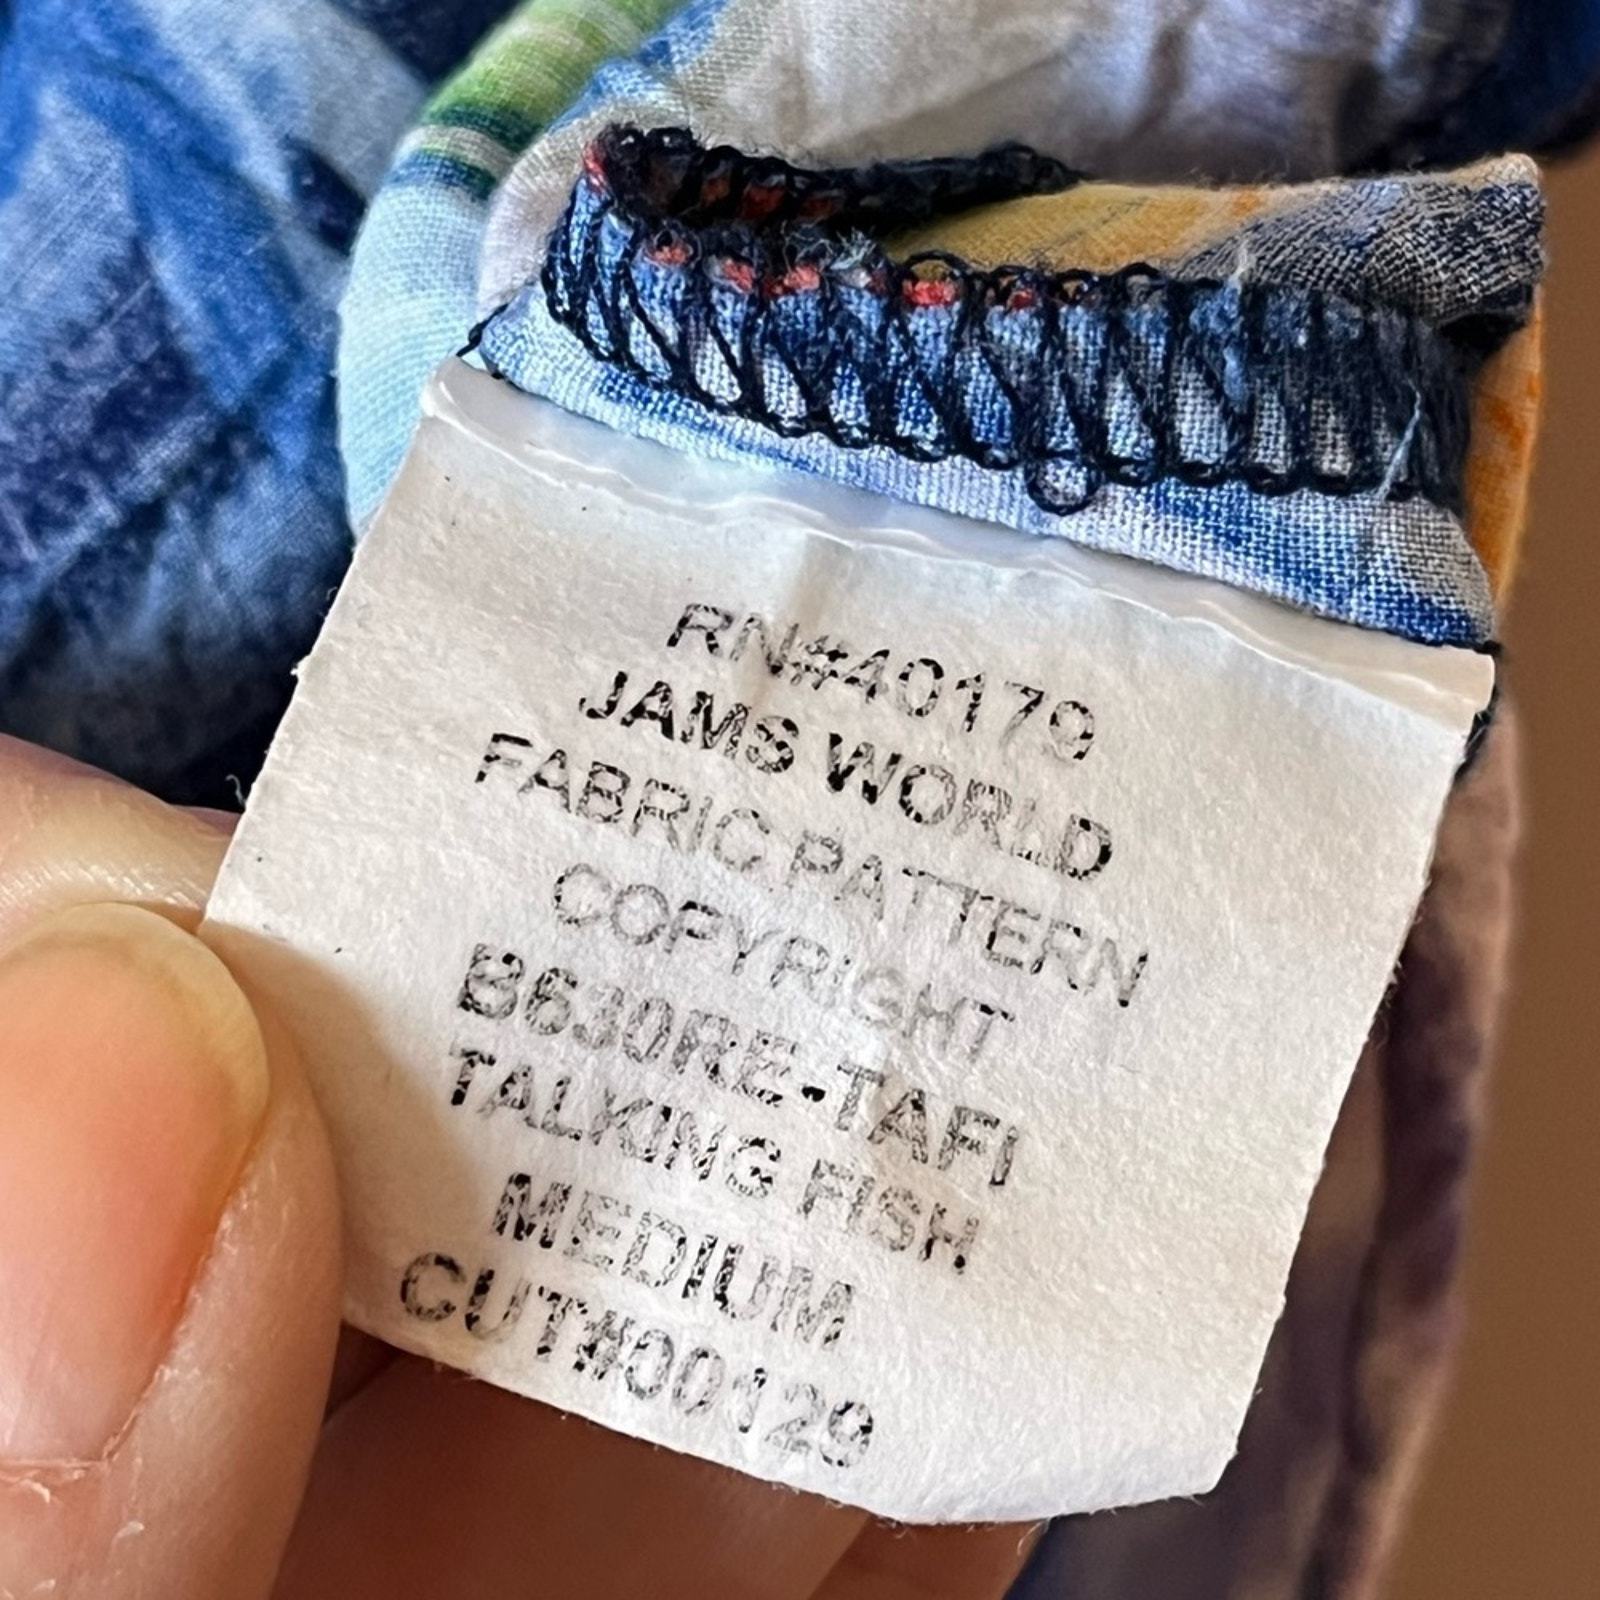 RN#40179
JAMS WORLD
FABRIC PATTERN
COPYRIGHT
B630RE-TAFI
TALKING FISH
MEDIUM
CUT#00129